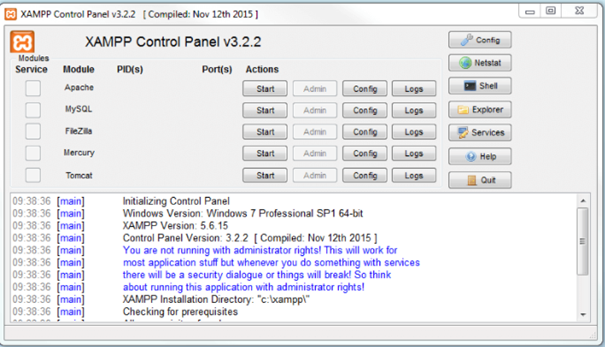 XAMPP Control Panel v3.2.2 [ Compiled: Nov 12th 2015 ]
XAMPP Control Panel v3.2.2
Config
Modules
Service Module PID(s) Port(s) Actions
Netstat
Apache Start Admin Config Logs
Shell
MySQL Start Admin Config Logs
Explorer
FileZilla Start Admin Config Logs
Services
Mercury Start Admin Config Logs
Help
Tomcat Start Admin Config Logs
Quit
09:38:36 [main] Initializing Control Panel
09:38:36 [main] Windows Version: Windows 7 Professional SP1 64-bit
09:38:36 [main] XAMPP Version: 5.6.15
09:38:36 [main] Control Panel Version: 3.2.2 [ Compiled: Nov 12th 2015 ]
09:38:36 [main] You are not running with administrator rights! This will work for
09:38:36 [main] most application stuff but whenever you do something with services
09:38:36 [main] there will be a security dialogue or things will break! So think
09:38:36 [main] about running this application with administrator rights!
09:38:36 [main] XAMPP Installation Directory: "c:\xampp\"
09:38:36 [main] Checking for prerequisites